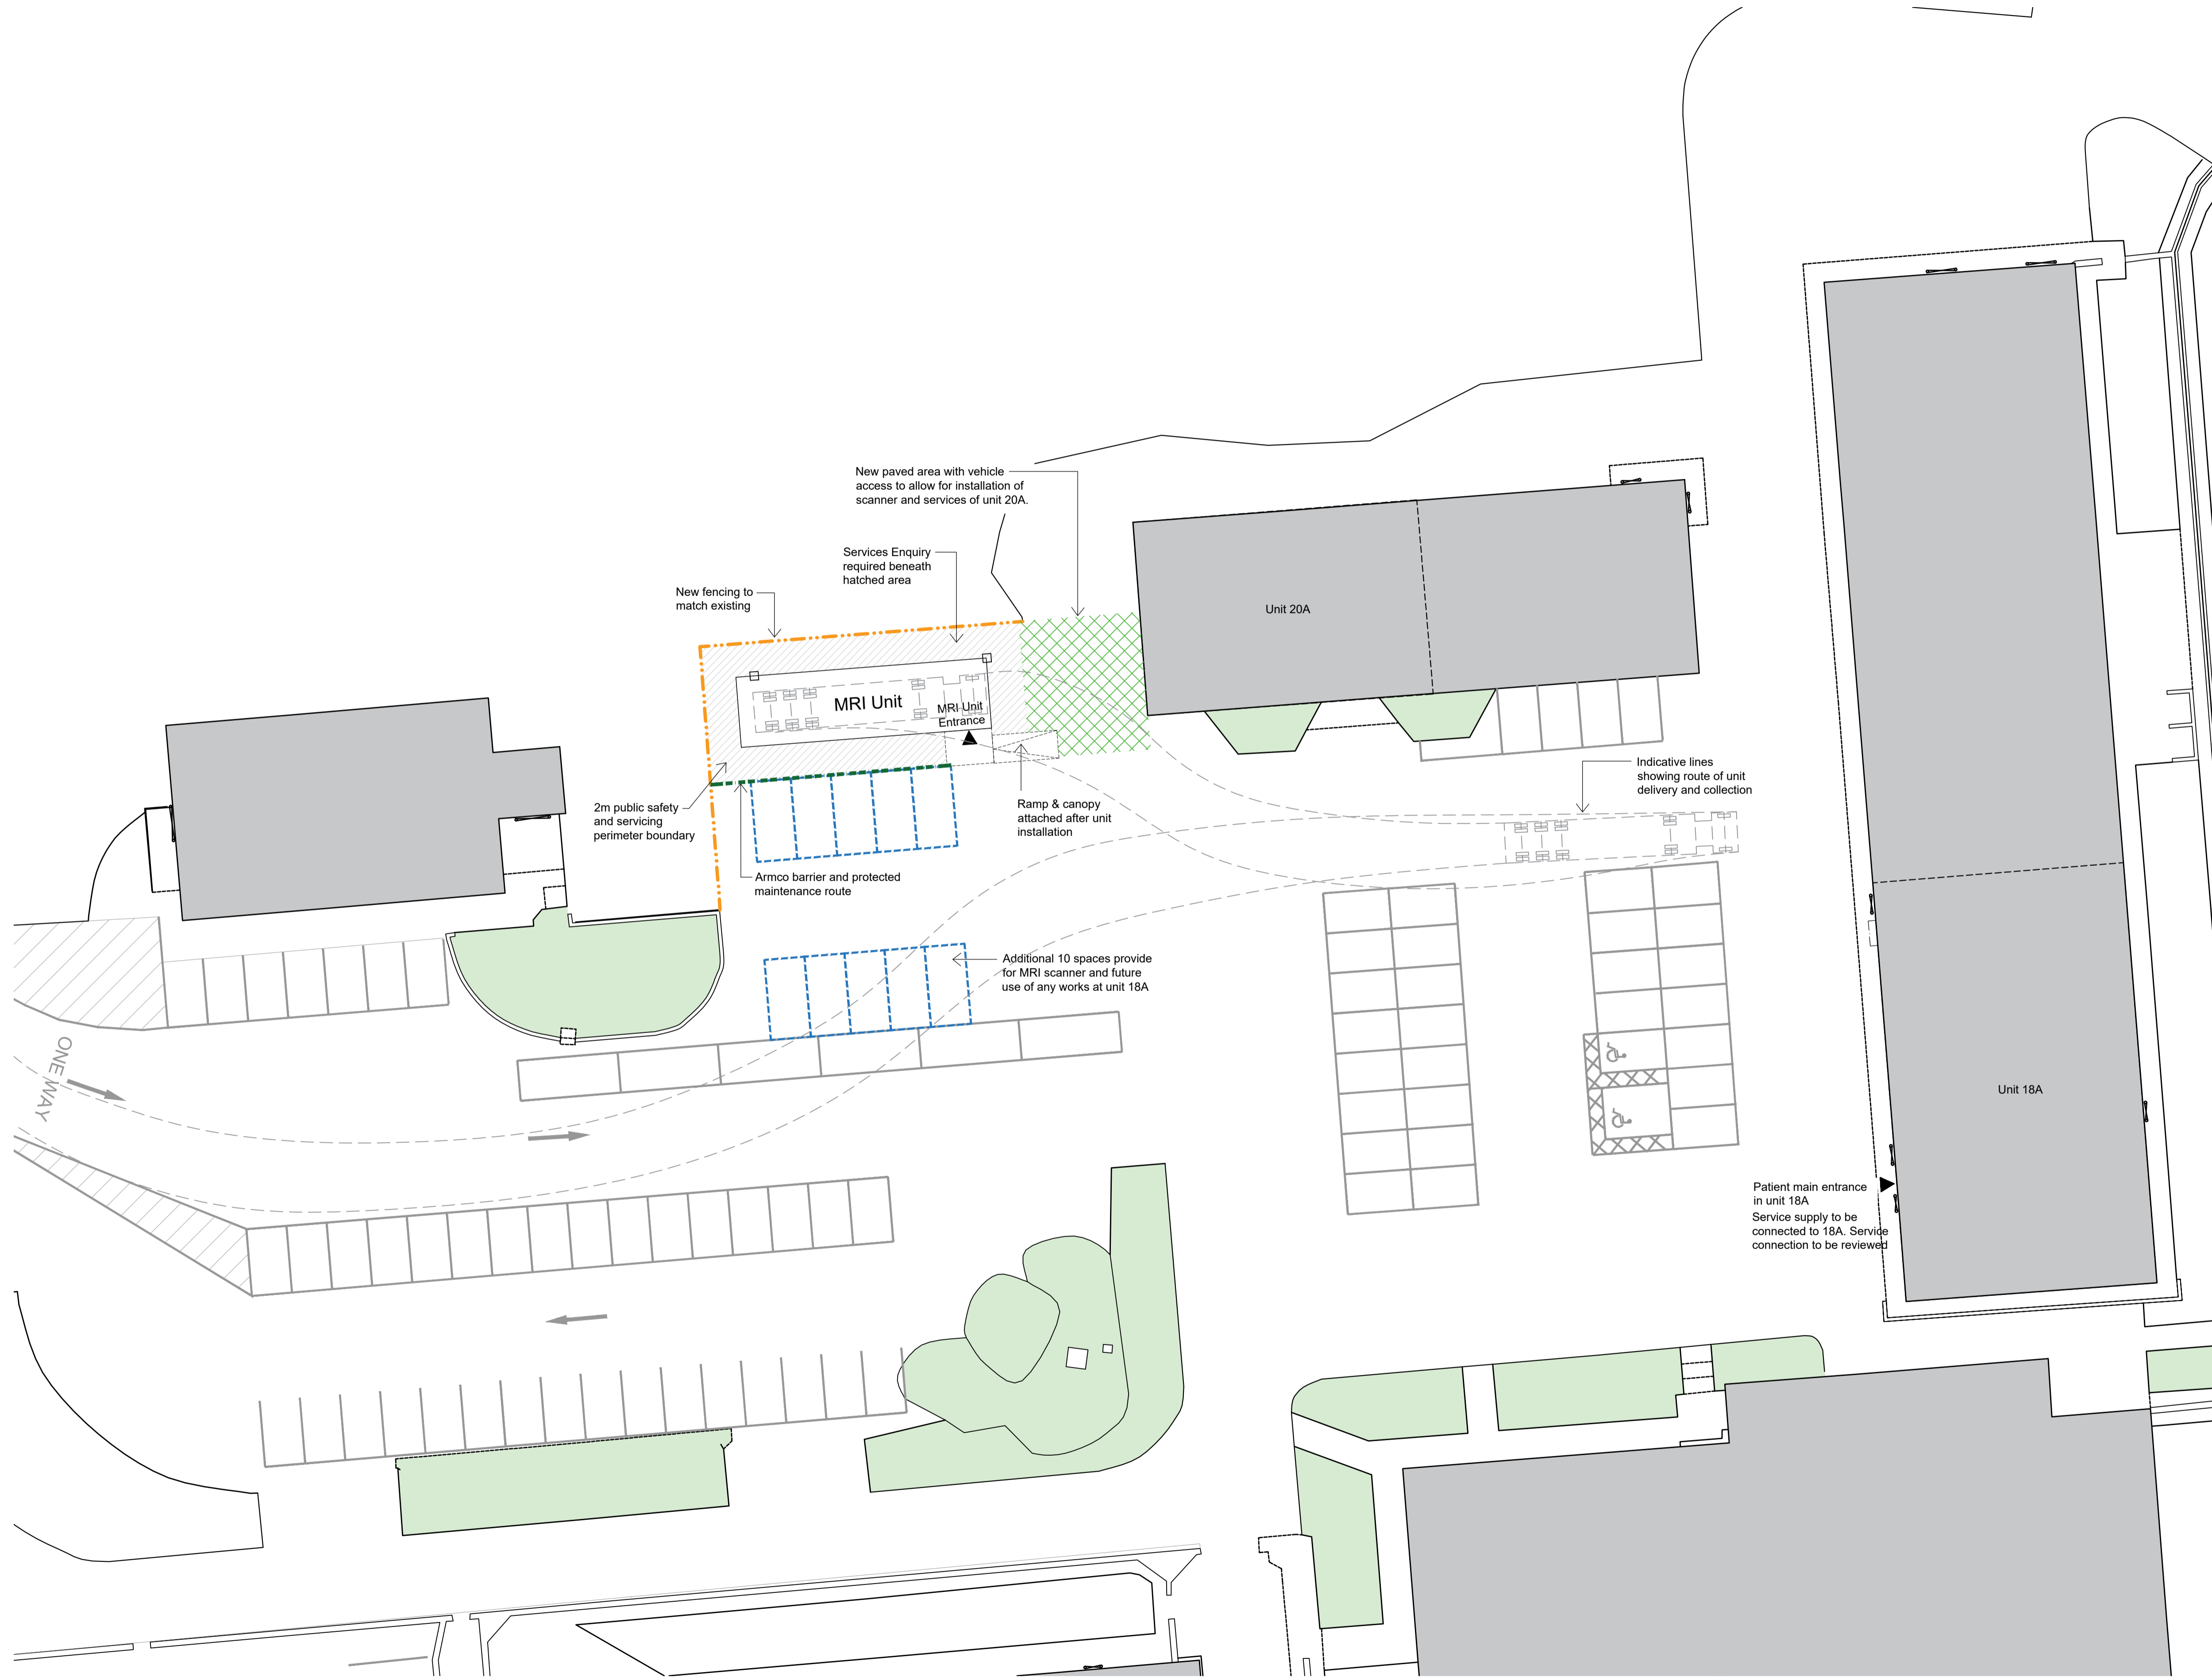 New paved area with vehicle
access to allow for installation of
scanner and services of unit 20A.
Services Enquiry
required beneath
hatched area
New fencing to
match existing
Unit 20A
MRI Unit
MRI Unit
Entrance
Indicative lines
showing route of unit
delivery and collection
2m public safety
and servicing
perimeter boundary
Ramp & canopy
attached after unit
installation
Armco barrier and protected
maintenance route
Additional 10 spaces provide
for MRI scanner and future
use of any works at unit 18A
ONE WAY
Unit 18A
Patient main entrance
in unit 18A
Service supply to be
connected to 18A. Service
connection to be reviewed